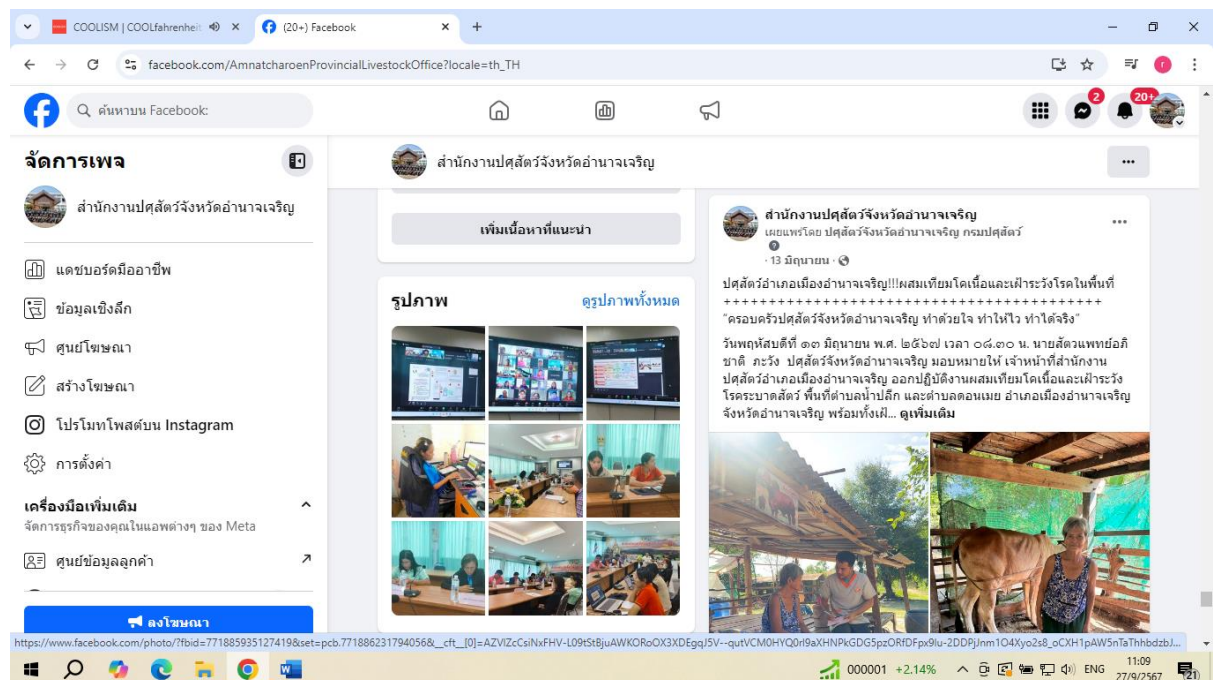 COOLISM | COOLfahrenheit
(20+) Facebook
facebook.com/AmnatcharoenProvincialLivestockOffice?locale=th_TH
ค้นหาบน Facebook:
2
20+
จัดการเพจ
สำนักงานปศุสัตว์จังหวัดอำนาจเจริญ
แดชบอร์ดมืออาชีพ
ข้อมูลเชิงลึก
ศูนย์โฆษณา
สร้างโฆษณา
โปรโมทโพสต์บน Instagram
การตั้งค่า
เครื่องมือเพิ่มเติม
จัดการธุรกิจของคุณในแอพต่างๆ ของ Meta
ศูนย์ข้อมูลลูกค้า
ลงโฆษณา
สำนักงานปศุสัตว์จังหวัดอำนาจเจริญ
เพิ่มเนื้อหาที่แนะนำ
รูปภาพ
ดูรูปภาพทั้งหมด
สำนักงานปศุสัตว์จังหวัดอำนาจเจริญ
เผยแพร่โดย ปศุสัตว์จังหวัดอำนาจเจริญ กรมปศุสัตว์
· 13 มิถุนายน ·
ปศุสัตว์อำเภอเมืองอำนาจเจริญ!!!ผสมเทียมโคเนื้อและเฝ้าระวังโรคในพื้นที่
++++++++++++++++++++++++++++++++++++++++++
“ครอบครัวปศุสัตว์จังหวัดอำนาจเจริญ ทำด้วยใจ ทำให้ไว ทำได้จริง”
วันพฤหัสบดีที่ ๑๓ มิถุนายน พ.ศ. ๒๕๖๗ เวลา ๐๘.๓๐ น. นายสัตวแพทย์อภิ
ชาติ ภะวัง ปศุสัตว์จังหวัดอำนาจเจริญ มอบหมายให้ เจ้าหน้าที่สำนักงาน
ปศุสัตว์อำเภอเมืองอำนาจเจริญ ออกปฏิบัติงานผสมเทียมโคเนื้อและเฝ้าระวัง
โรคระบาดสัตว์ พื้นที่ตำบลน้ำปลีก และตำบลดอนเมย อำเภอเมืองอำนาจเจริญ
จังหวัดอำนาจเจริญ พร้อมทั้งเฝ้... ดูเพิ่มเติม
000001 +2.14%
ENG
11:09
27/9/2567
21